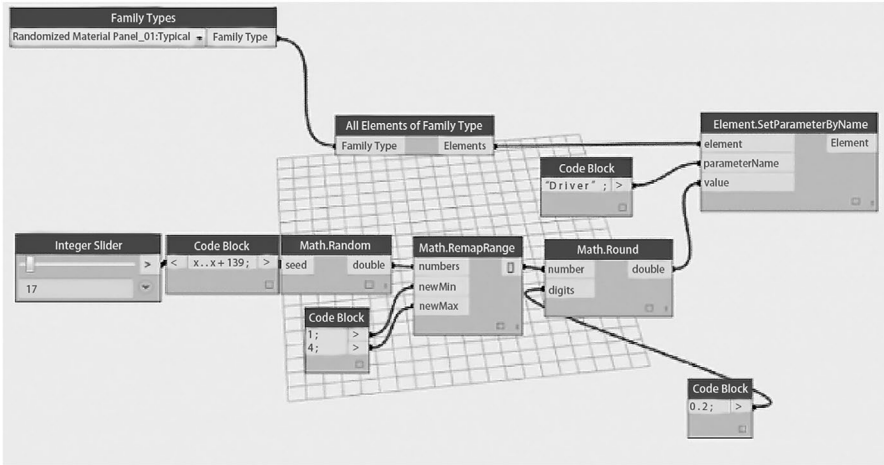 Family Types
Randomized Material Panel_01:Typical Family Type
All Elements of Family Type
Family Type Elements
Element.SetParameterByName
element Element
parameterName
value
Code Block
"Driver" ; >
Integer Slider
>
17
Code Block
< x..x+139; >
Math.Random
seed double
Math.RemapRange
numbers []
newMin
newMax
Math.Round
number double
digits
Code Block
1; >
4; >
Code Block
0.2; >